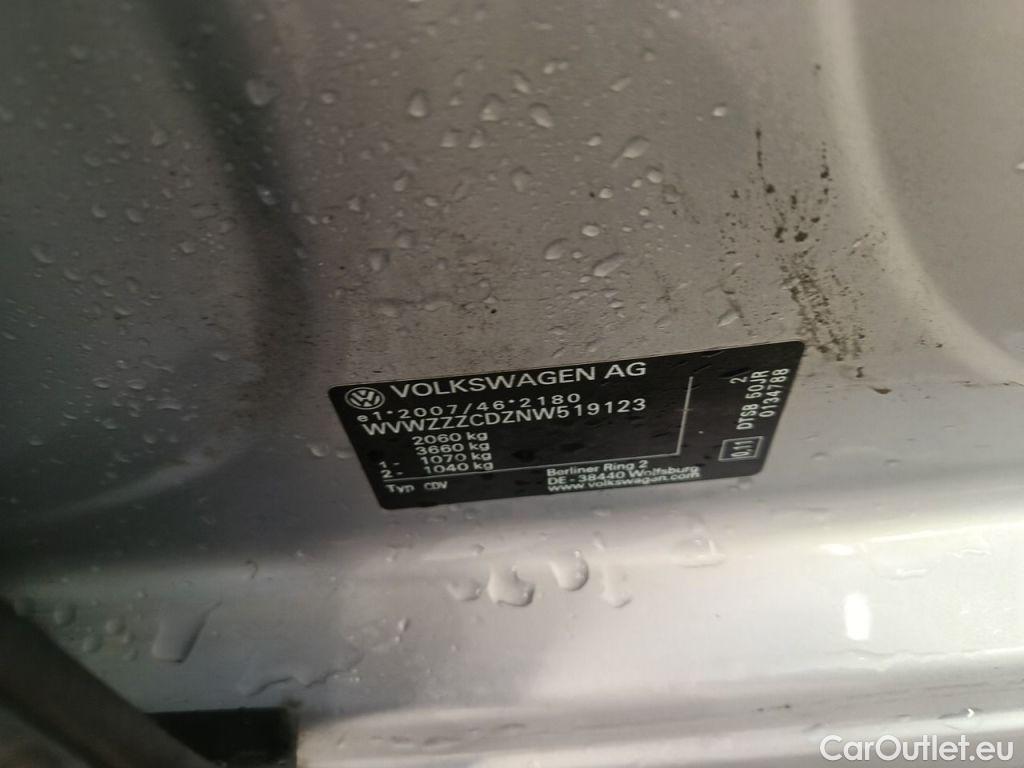 VOLKSWAGEN AG
e1*2007/46*2180
WVWZZZCDZNW519123
2060 kg
3660 kg
1 - 1070 kg
2 - 1040 kg
Typ CDV
Berliner Ring 2
DE - 38440 Wolfsburg
www.volkswagen.com
2
DTSB 50JR
0134788
0.11
CarOutlet.eu